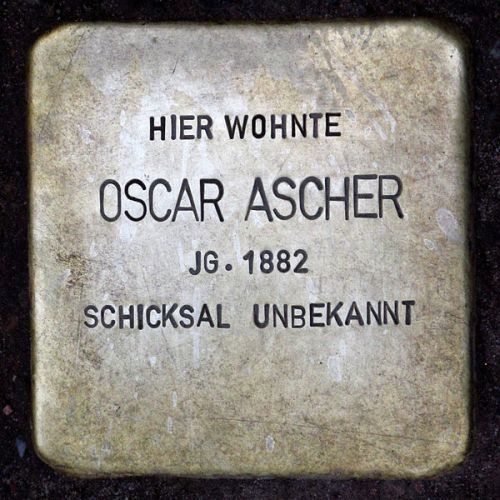 HIER WOHNTE
OSCAR ASCHER
JG. 1882
SCHICKSAL UNBEKANNT